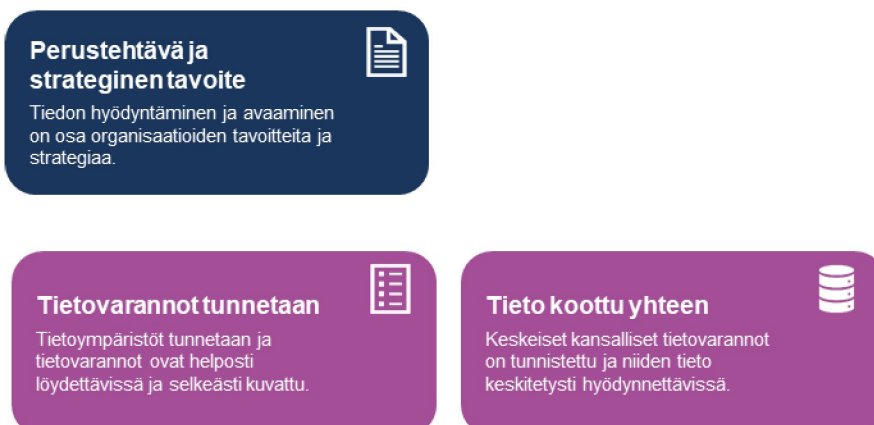 Perustehtävä ja
strateginen tavoite
Tiedon hyödyntäminen ja avaaminen
on osa organisaatioiden tavoitteita ja
strategiaa.
Tietovarannot tunnetaan
Tietoympäristöt tunnetaan ja
tietovarannot ovat helposti
löydettävissä ja selkeästi kuvattu.
Tieto koottu yhteen
Keskeiset kansalliset tietovarannot
on tunnistettu ja niiden tieto
keskitetysti hyödynnettävissä.